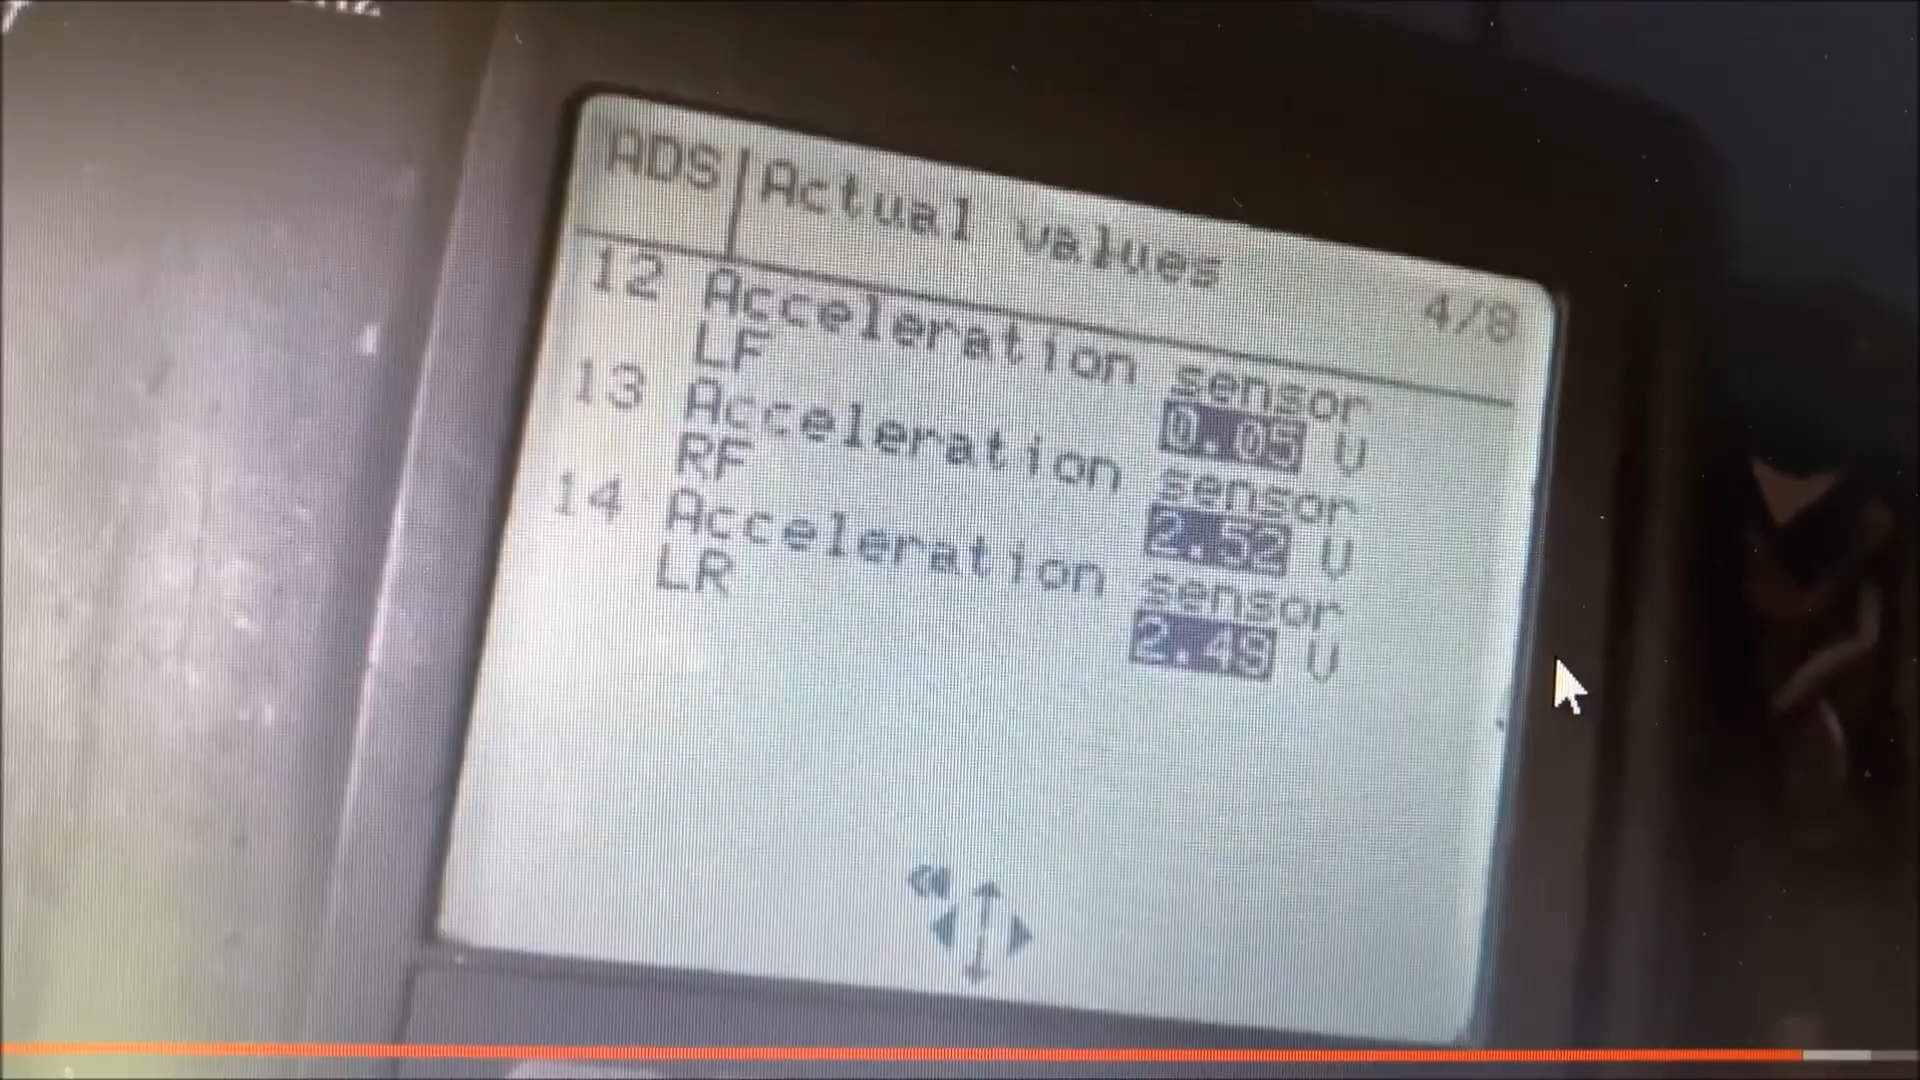 ADS Actual values 4/8
12 Acceleration sensor
LF 0.05 V
13 Acceleration sensor
RF 2.52 V
14 Acceleration sensor
LR 2.49 V